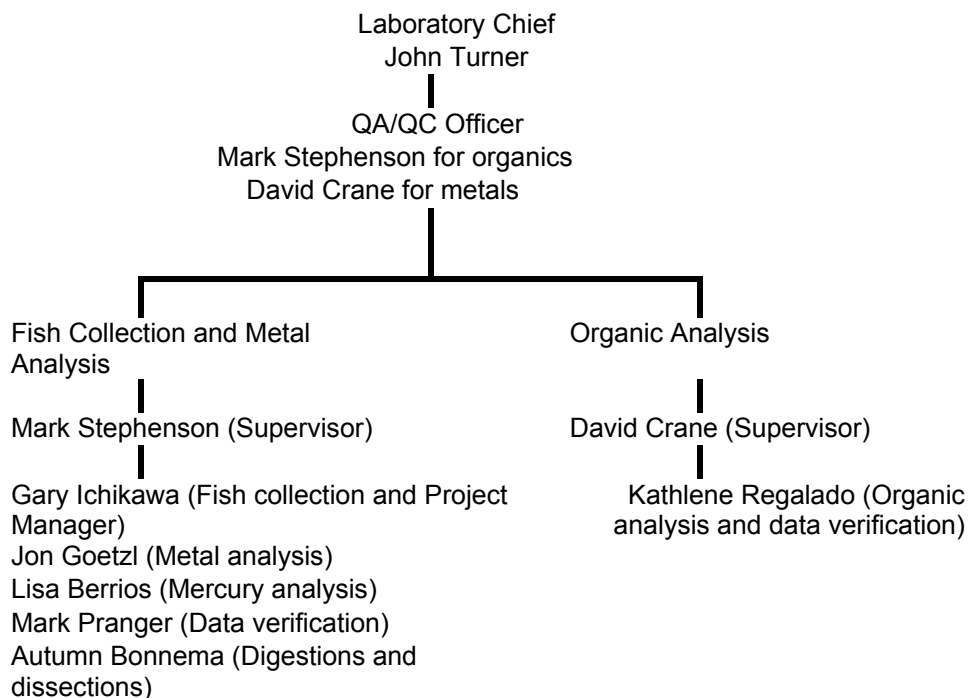 Laboratory Chief
John Turner
QA/QC Officer
Mark Stephenson for organics
David Crane for metals
Fish Collection and Metal
Analysis
Organic Analysis
Mark Stephenson (Supervisor)
David Crane (Supervisor)
Gary Ichikawa (Fish collection and Project
Manager)
Jon Goetzl (Metal analysis)
Lisa Berrios (Mercury analysis)
Mark Pranger (Data verification)
Autumn Bonnema (Digestions and
dissections)
Kathlene Regalado (Organic
analysis and data verification)